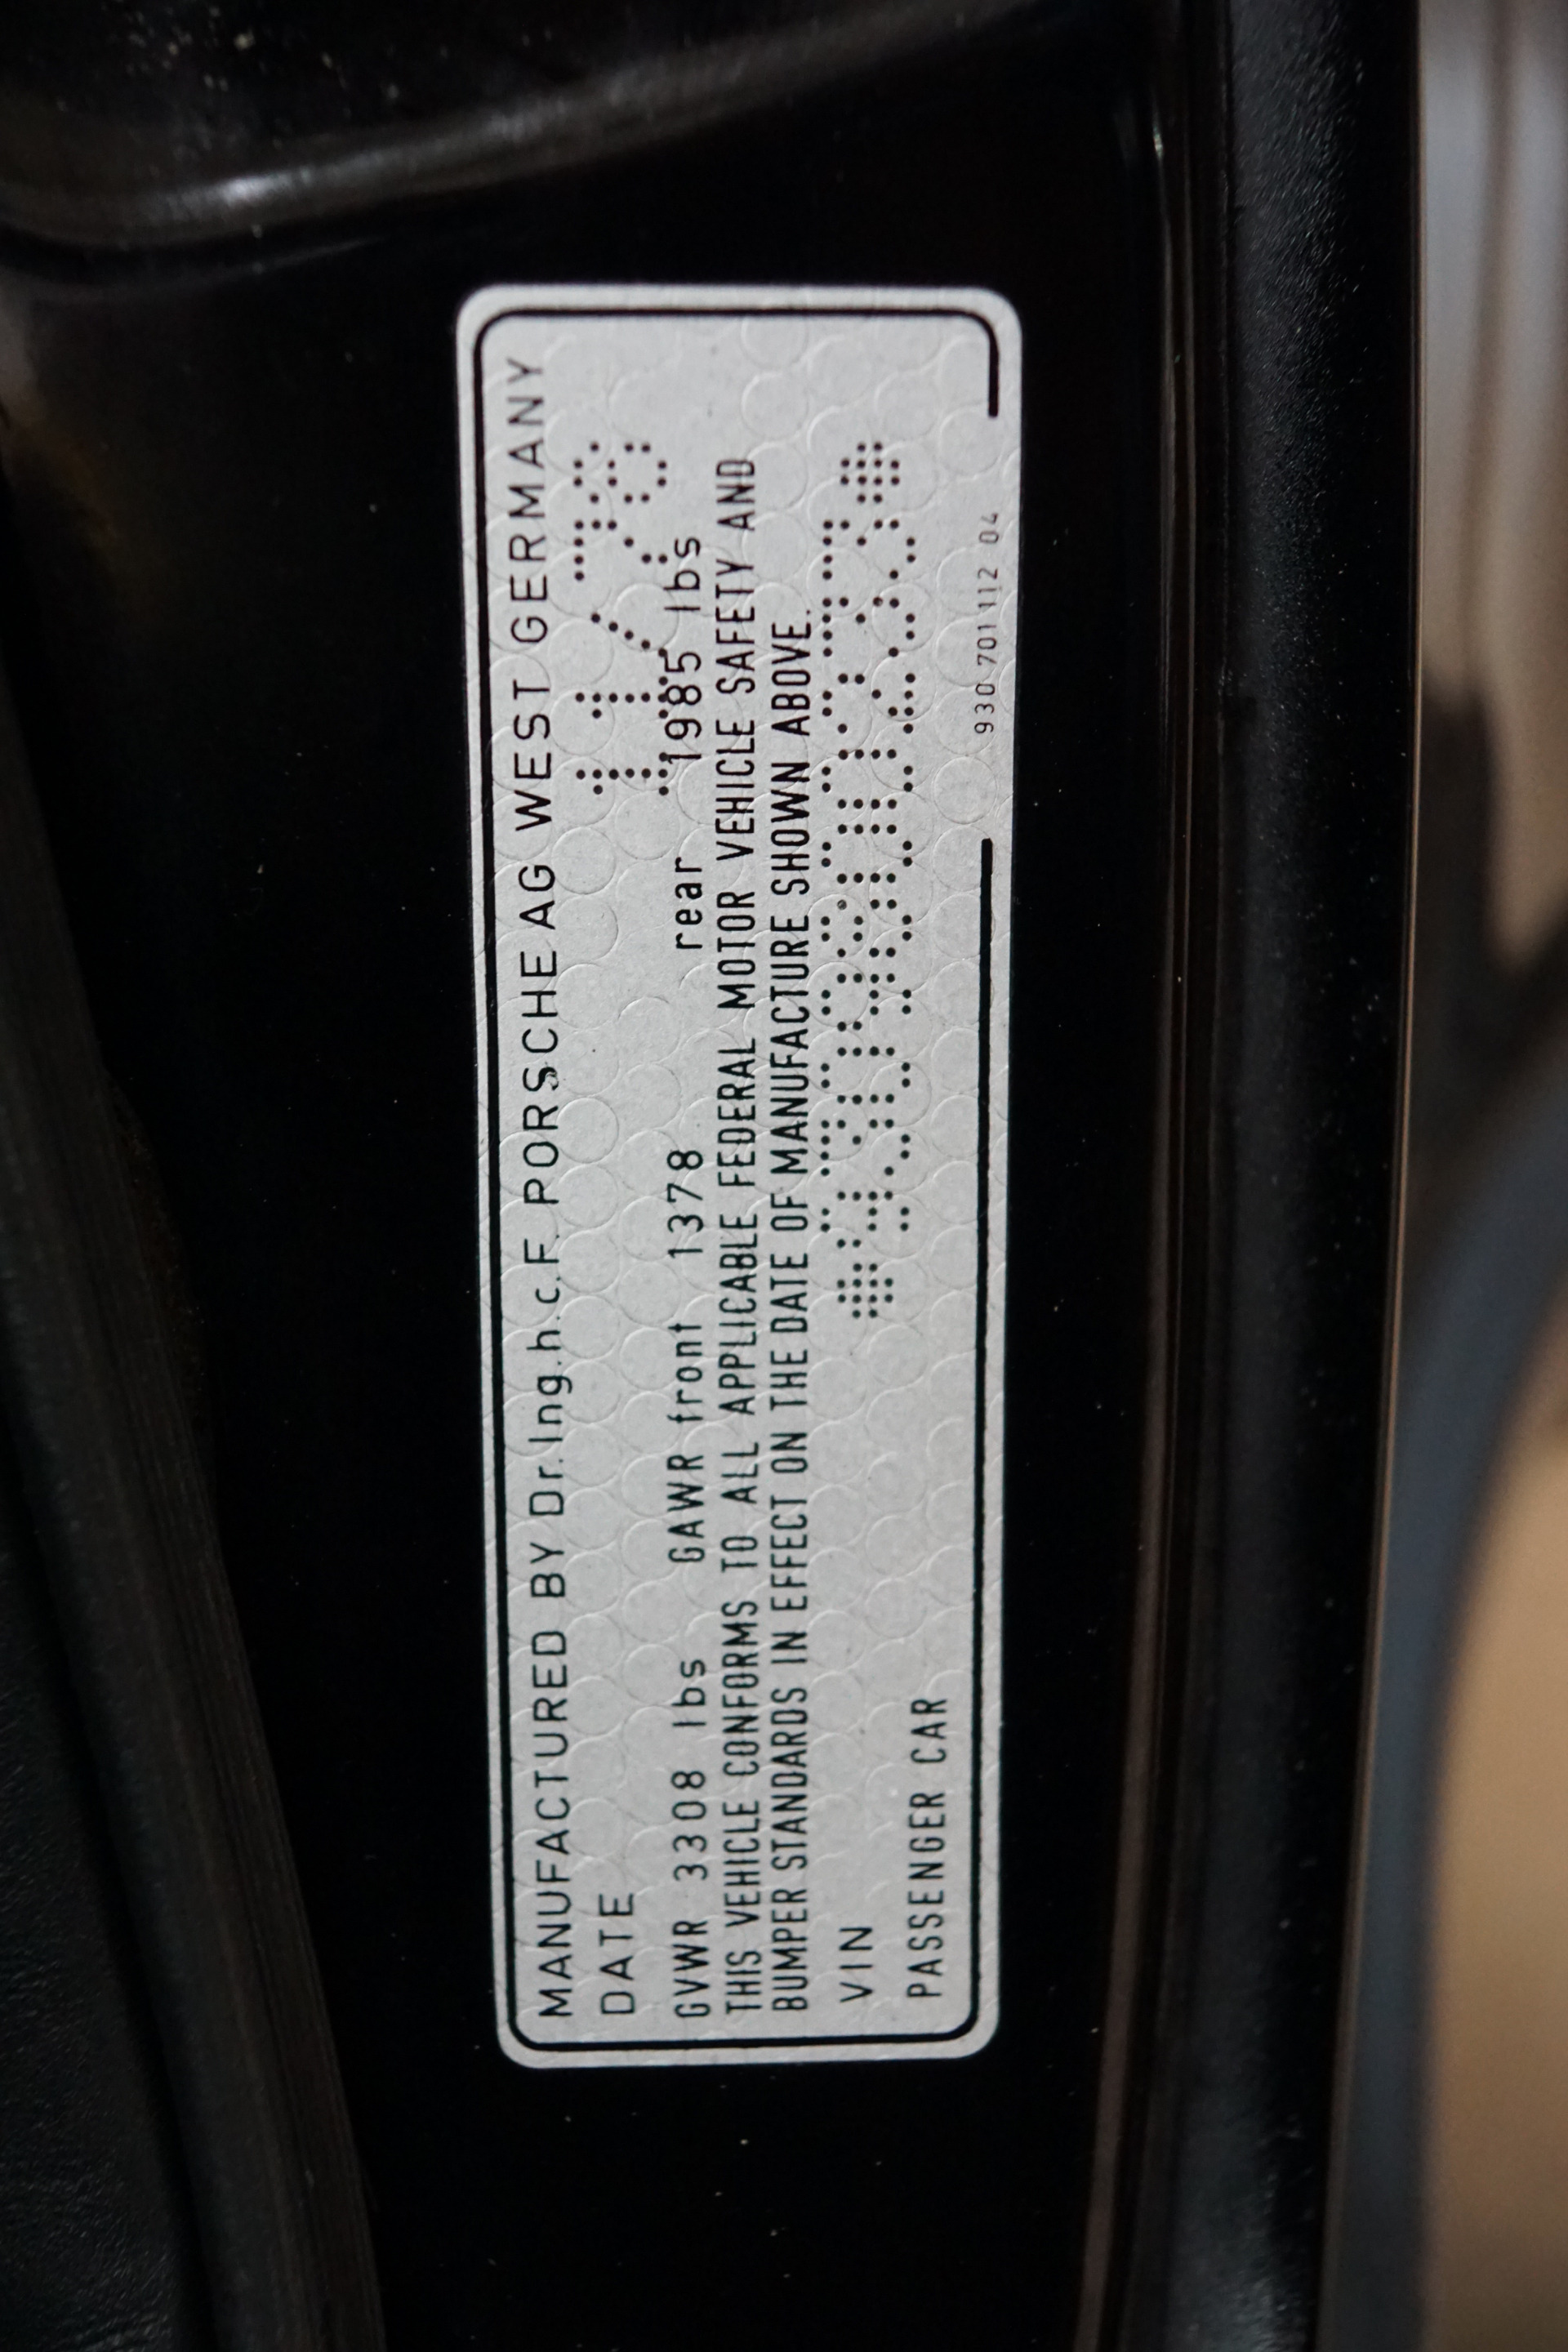 MANUFACTURED BY Dr.Ing.h.c.F. PORSCHE AG WEST GERMANY
DATE 11/78
GVWR 3308 lbs GAWR front 1378 rear 1985 lbs
THIS VEHICLE CONFORMS TO ALL APPLICABLE FEDERAL MOTOR VEHICLE SAFETY AND
BUMPER STANDARDS IN EFFECT ON THE DATE OF MANUFACTURE SHOWN ABOVE.
VIN *9309800253*
PASSENGER CAR
930 701 112 04